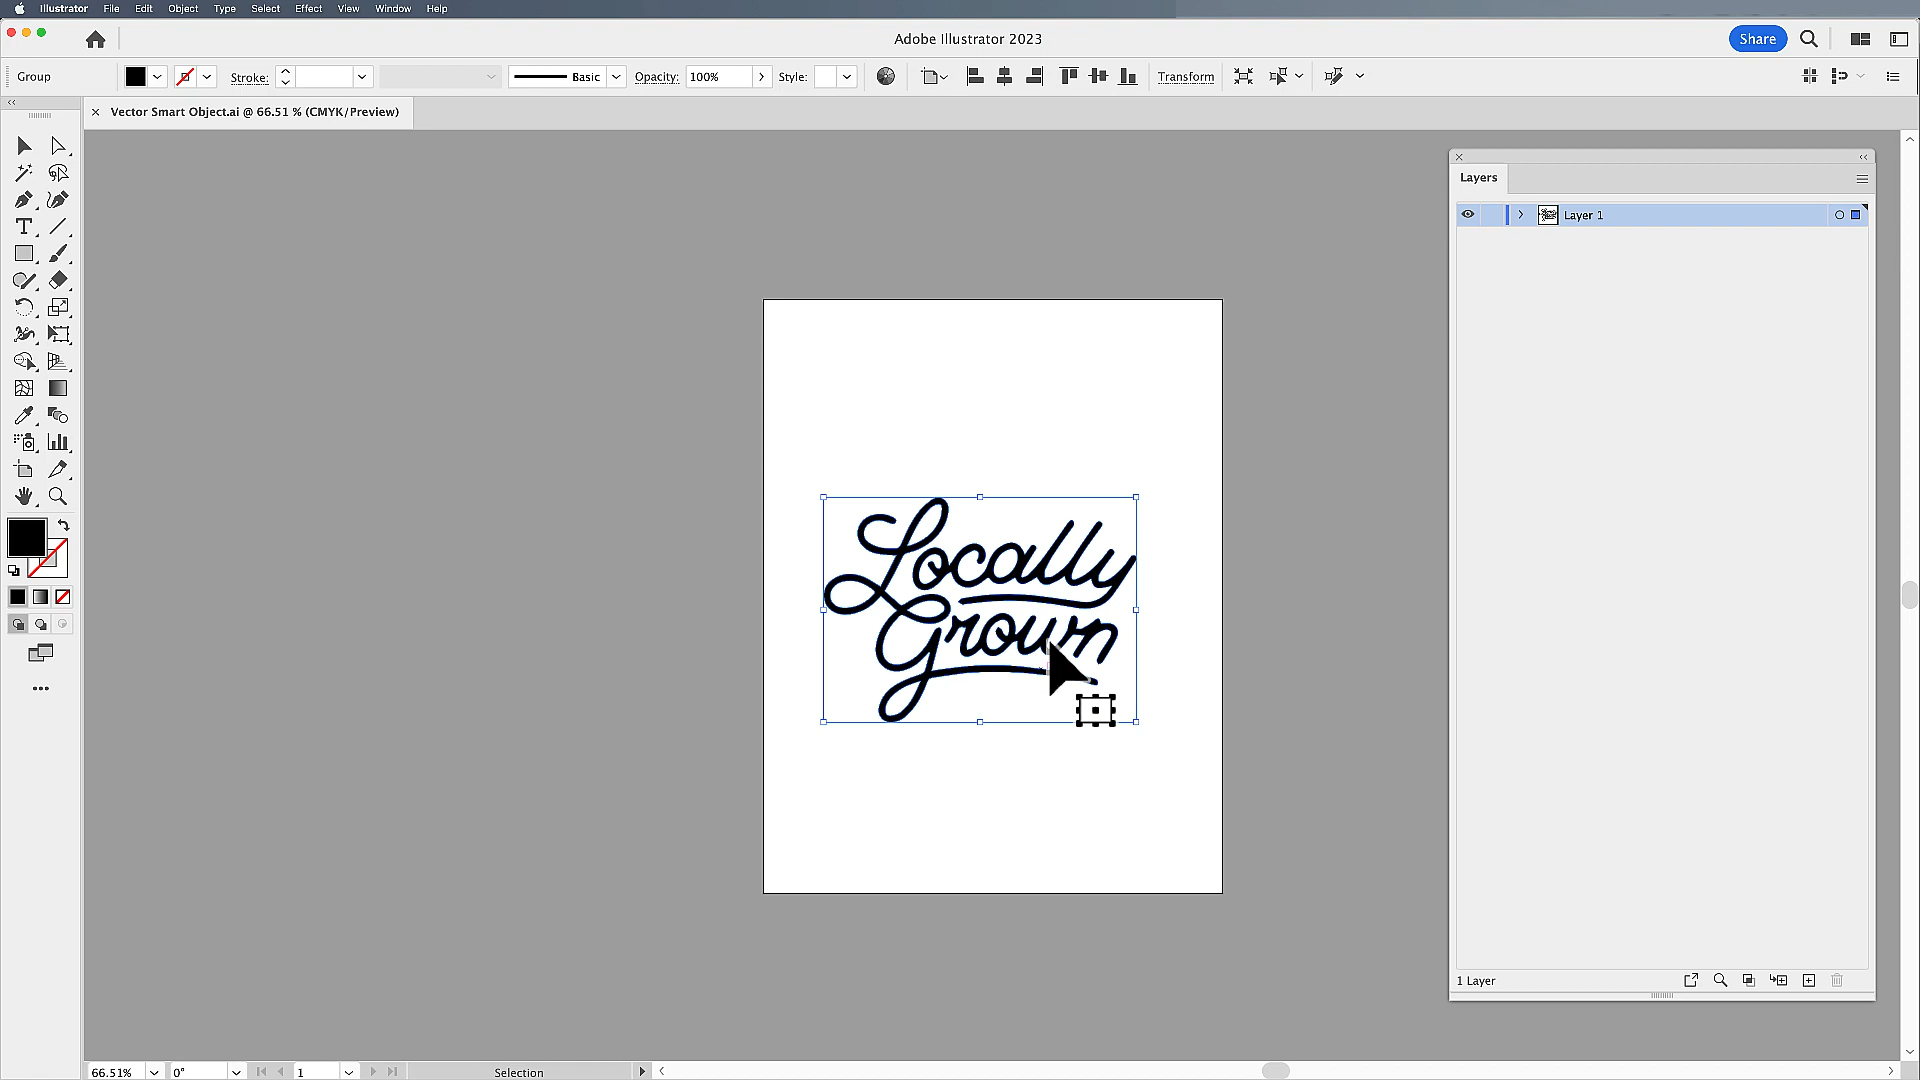 Illustrator File Edit Object Type Select Effect View Window Help
Adobe Illustrator 2023
Share
Group
Stroke:
Basic
Opacity: 100%
Style:
Transform
Vector Smart Object.ai @ 66.51 % (CMYK/Preview)
Layers
Layer 1
Locally
Grown
1 Layer
66.51%
0°
1
Selection